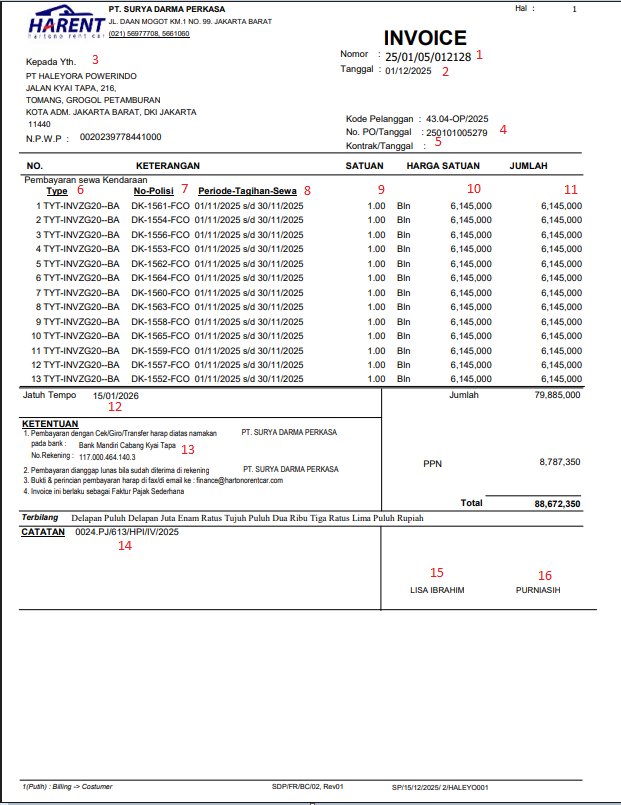 HARENT
hartono rent car
PT. SURYA DARMA PERKASA
JL. DAAN MOGOT KM.1 NO. 99. JAKARTA BARAT
(021) 56977708, 5661060
Hal : 1
INVOICE
Nomor : 25/01/05/012128 1
Tanggal : 01/12/2025 2
Kepada Yth. 3
PT HALEYORA POWERINDO
JALAN KYAI TAPA, 216,
TOMANG, GROGOL PETAMBURAN
KOTA ADM. JAKARTA BARAT, DKI JAKARTA
11440
N.P.W.P : 0020239778441000
Kode Pelanggan : 43.04-OP/2025
No. PO/Tanggal : 250101005279 4
Kontrak/Tanggal : 5
NO. KETERANGAN SATUAN HARGA SATUAN JUMLAH
Pembayaran sewa Kendaraan
Type 6 No-Polisi 7 Periode-Tagihan-Sewa 8 9 10 11
1 TYT-INVZG20--BA DK-1561-FCO 01/11/2025 s/d 30/11/2025 1.00 Bln 6,145,000 6,145,000
2 TYT-INVZG20--BA DK-1554-FCO 01/11/2025 s/d 30/11/2025 1.00 Bln 6,145,000 6,145,000
3 TYT-INVZG20--BA DK-1556-FCO 01/11/2025 s/d 30/11/2025 1.00 Bln 6,145,000 6,145,000
4 TYT-INVZG20--BA DK-1553-FCO 01/11/2025 s/d 30/11/2025 1.00 Bln 6,145,000 6,145,000
5 TYT-INVZG20--BA DK-1562-FCO 01/11/2025 s/d 30/11/2025 1.00 Bln 6,145,000 6,145,000
6 TYT-INVZG20--BA DK-1564-FCO 01/11/2025 s/d 30/11/2025 1.00 Bln 6,145,000 6,145,000
7 TYT-INVZG20--BA DK-1560-FCO 01/11/2025 s/d 30/11/2025 1.00 Bln 6,145,000 6,145,000
8 TYT-INVZG20--BA DK-1563-FCO 01/11/2025 s/d 30/11/2025 1.00 Bln 6,145,000 6,145,000
9 TYT-INVZG20--BA DK-1558-FCO 01/11/2025 s/d 30/11/2025 1.00 Bln 6,145,000 6,145,000
10 TYT-INVZG20--BA DK-1565-FCO 01/11/2025 s/d 30/11/2025 1.00 Bln 6,145,000 6,145,000
11 TYT-INVZG20--BA DK-1559-FCO 01/11/2025 s/d 30/11/2025 1.00 Bln 6,145,000 6,145,000
12 TYT-INVZG20--BA DK-1557-FCO 01/11/2025 s/d 30/11/2025 1.00 Bln 6,145,000 6,145,000
13 TYT-INVZG20--BA DK-1552-FCO 01/11/2025 s/d 30/11/2025 1.00 Bln 6,145,000 6,145,000
Jatuh Tempo 15/01/2026
12
Jumlah 79,885,000
KETENTUAN
1. Pembayaran dengan Cek/Giro/Transfer harap diatas namakan PT. SURYA DARMA PERKASA
pada bank : Bank Mandiri Cabang Kyai Tapa 13
No.Rekening : 117.000.464.140.3
2. Pembayaran dianggap lunas bila sudah diterima di rekening PT. SURYA DARMA PERKASA
3. Bukti & perincian pembayaran harap di fax/di email ke : finance@hartonorentcar.com
4. Invoice ini berlaku sebagai Faktur Pajak Sederhana
PPN 8,787,350
Total 88,672,350
Terbilang Delapan Puluh Delapan Juta Enam Ratus Tujuh Puluh Dua Ribu Tiga Ratus Lima Puluh Rupiah
CATATAN 0024.PJ/613/HPI/IV/2025
14
15 16
LISA IBRAHIM PURNIASIH
1(Putih) : Billing -> Costumer SDP/FR/BC/02, Rev01 SP/15/12/2025/ 2/HALEYO001